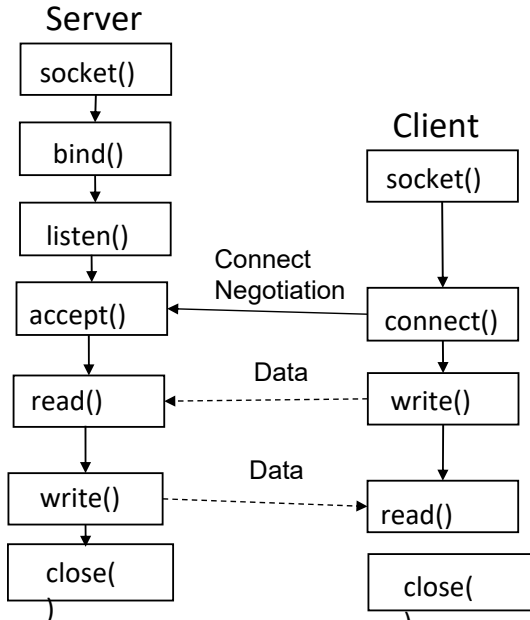 Server
socket()
bind()
listen()
accept()
read()
write()
close(
)
Connect
Negotiation
Data
Data
Client
socket()
connect()
write()
read()
close(
)